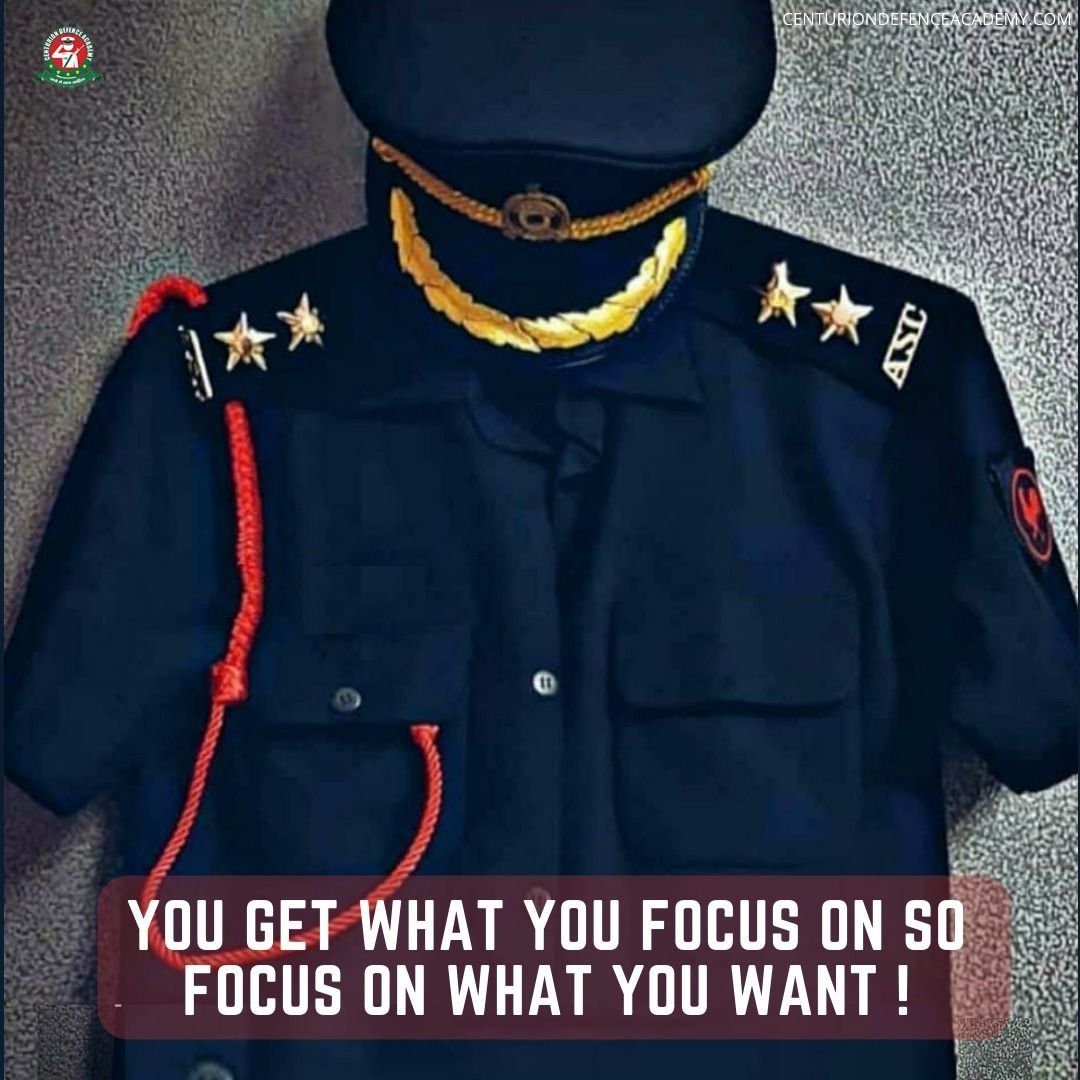 CENTURIONDEFENCEACADEMY.COM
CENTURION DEFENCE ACADEMY
ASC
YOU GET WHAT YOU FOCUS ON SO
FOCUS ON WHAT YOU WANT !